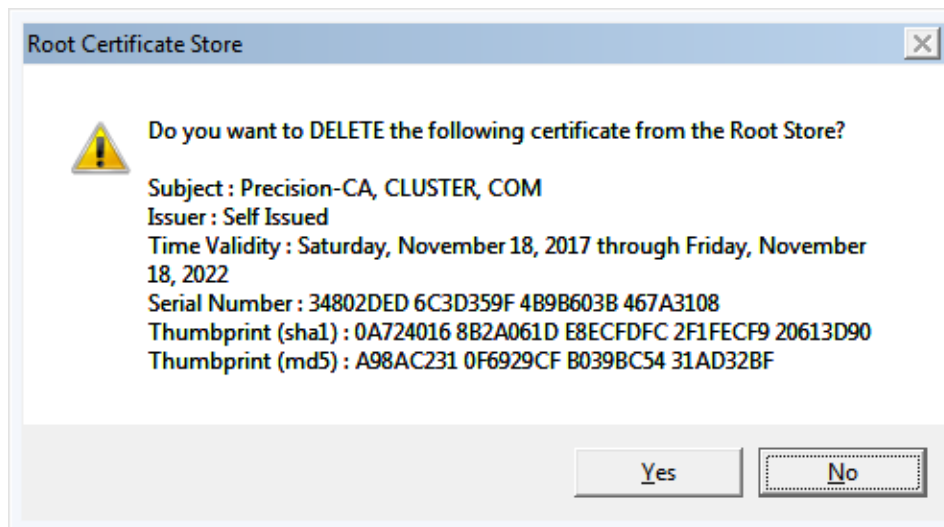 Root Certificate Store
Do you want to DELETE the following certificate from the Root Store?
Subject : Precision-CA, CLUSTER, COM
Issuer : Self Issued
Time Validity : Saturday, November 18, 2017 through Friday, November
18, 2022
Serial Number : 34802DED 6C3D359F 4B9B603B 467A3108
Thumbprint (sha1) : 0A724016 8B2A061D E8ECFDFC 2F1FECF9 20613D90
Thumbprint (md5) : A98AC231 0F6929CF B039BC54 31AD32BF
Yes No